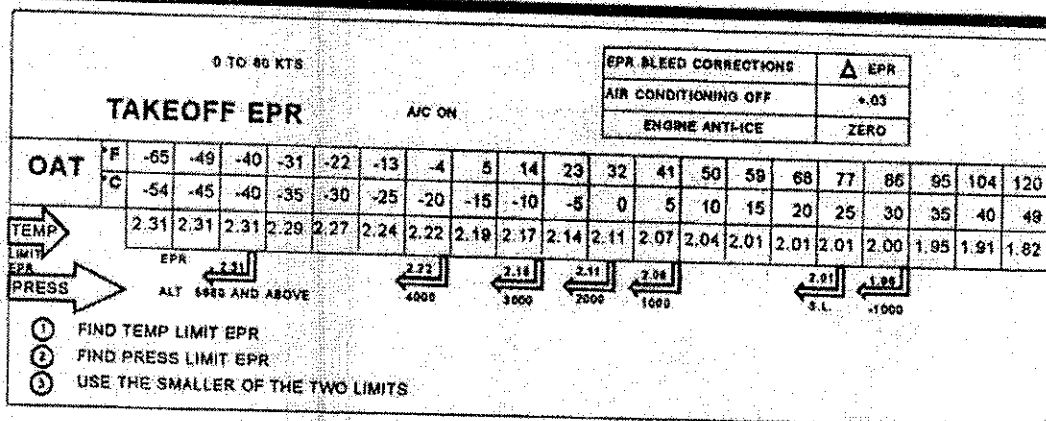 0 TO 80 KTS
TAKEOFF EPR
A/C ON
EPR BLEED CORRECTIONS Δ EPR
AIR CONDITIONING OFF +.03
ENGINE ANTI-ICE ZERO
OAT
°F -65 -49 -40 -31 -22 -13 -4 5 14 23 32 41 50 59 68 77 86 95 104 120
°C -54 -45 -40 -35 -30 -25 -20 -15 -10 -5 0 5 10 15 20 25 30 35 40 49
TEMP 2.31 2.31 2.31 2.29 2.27 2.24 2.22 2.19 2.17 2.14 2.11 2.07 2.04 2.01 2.01 2.01 2.00 1.95 1.91 1.82
LIMIT
EPR
PRESS
EPR 2.31 2.22 2.11 2.01
ALT AND ABOVE 4000 3000 2000 1000 S.L. -1000
① FIND TEMP LIMIT EPR
② FIND PRESS LIMIT EPR
③ USE THE SMALLER OF THE TWO LIMITS